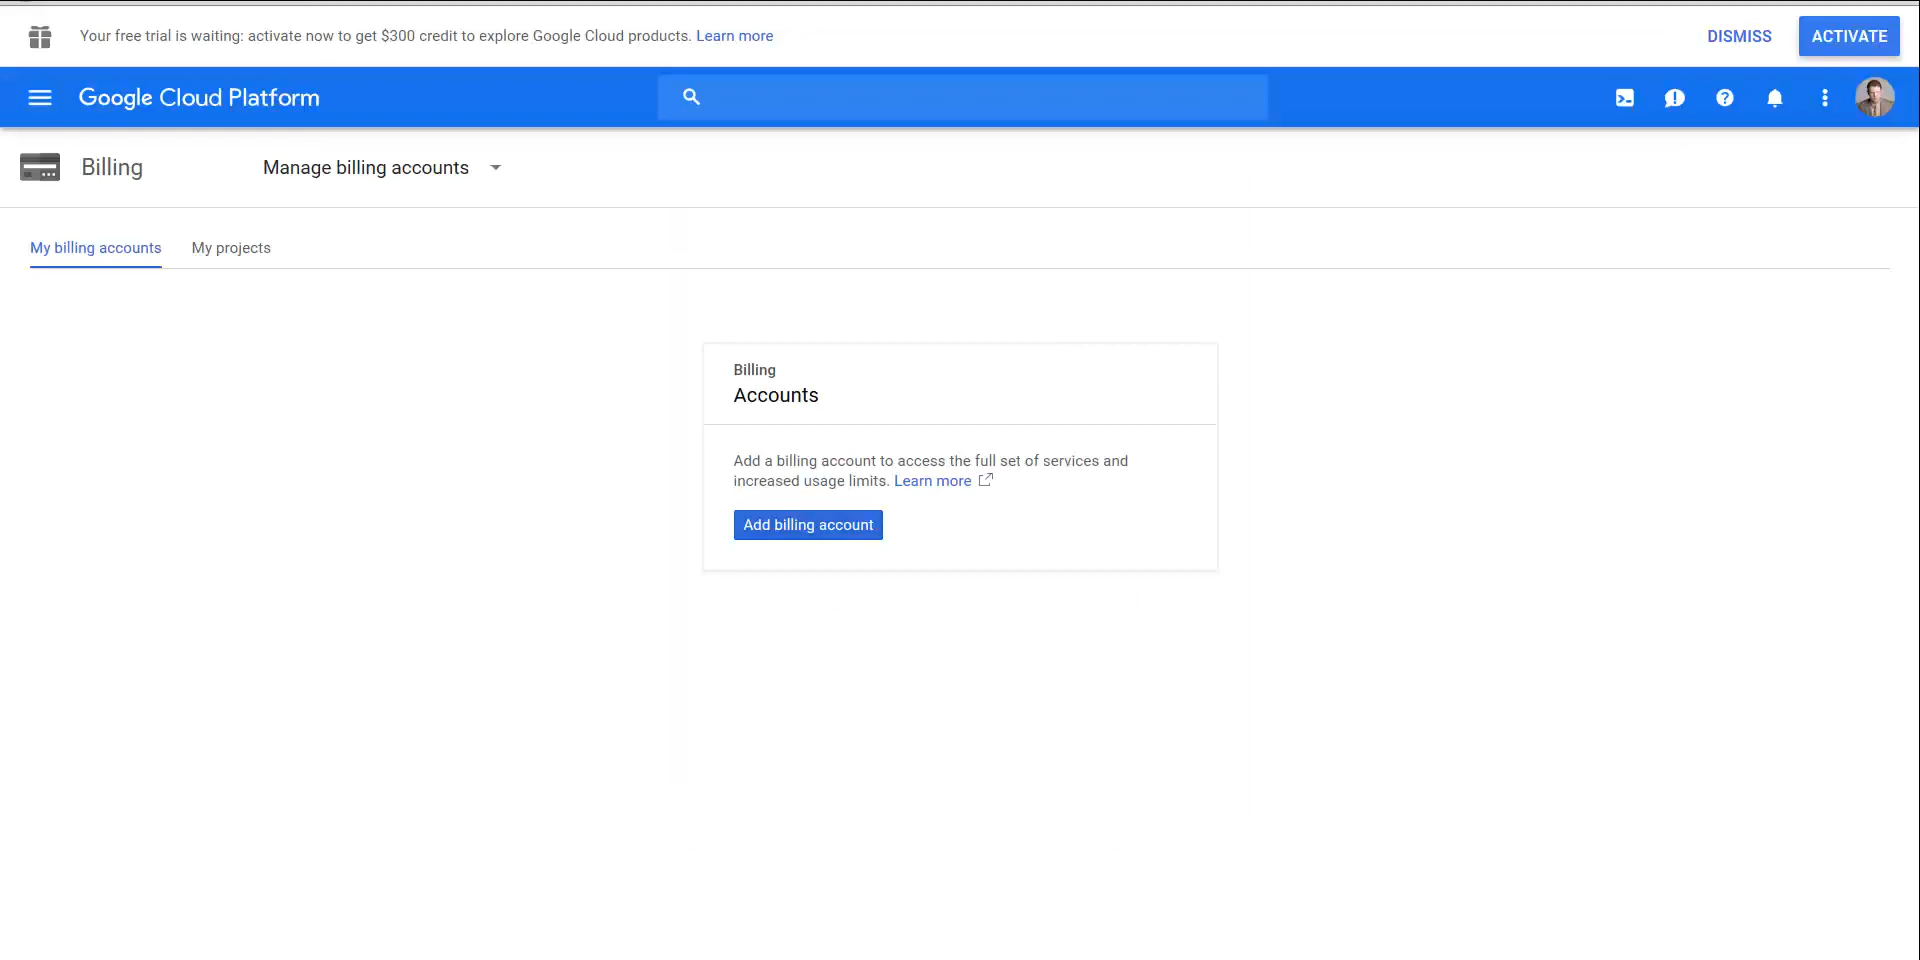 Your free trial is waiting: activate now to get $300 credit to explore Google Cloud products. Learn more
DISMISS
ACTIVATE
Google Cloud Platform
Billing
Manage billing accounts
My billing accounts
My projects
Billing
Accounts
Add a billing account to access the full set of services and
increased usage limits. Learn more
Add billing account